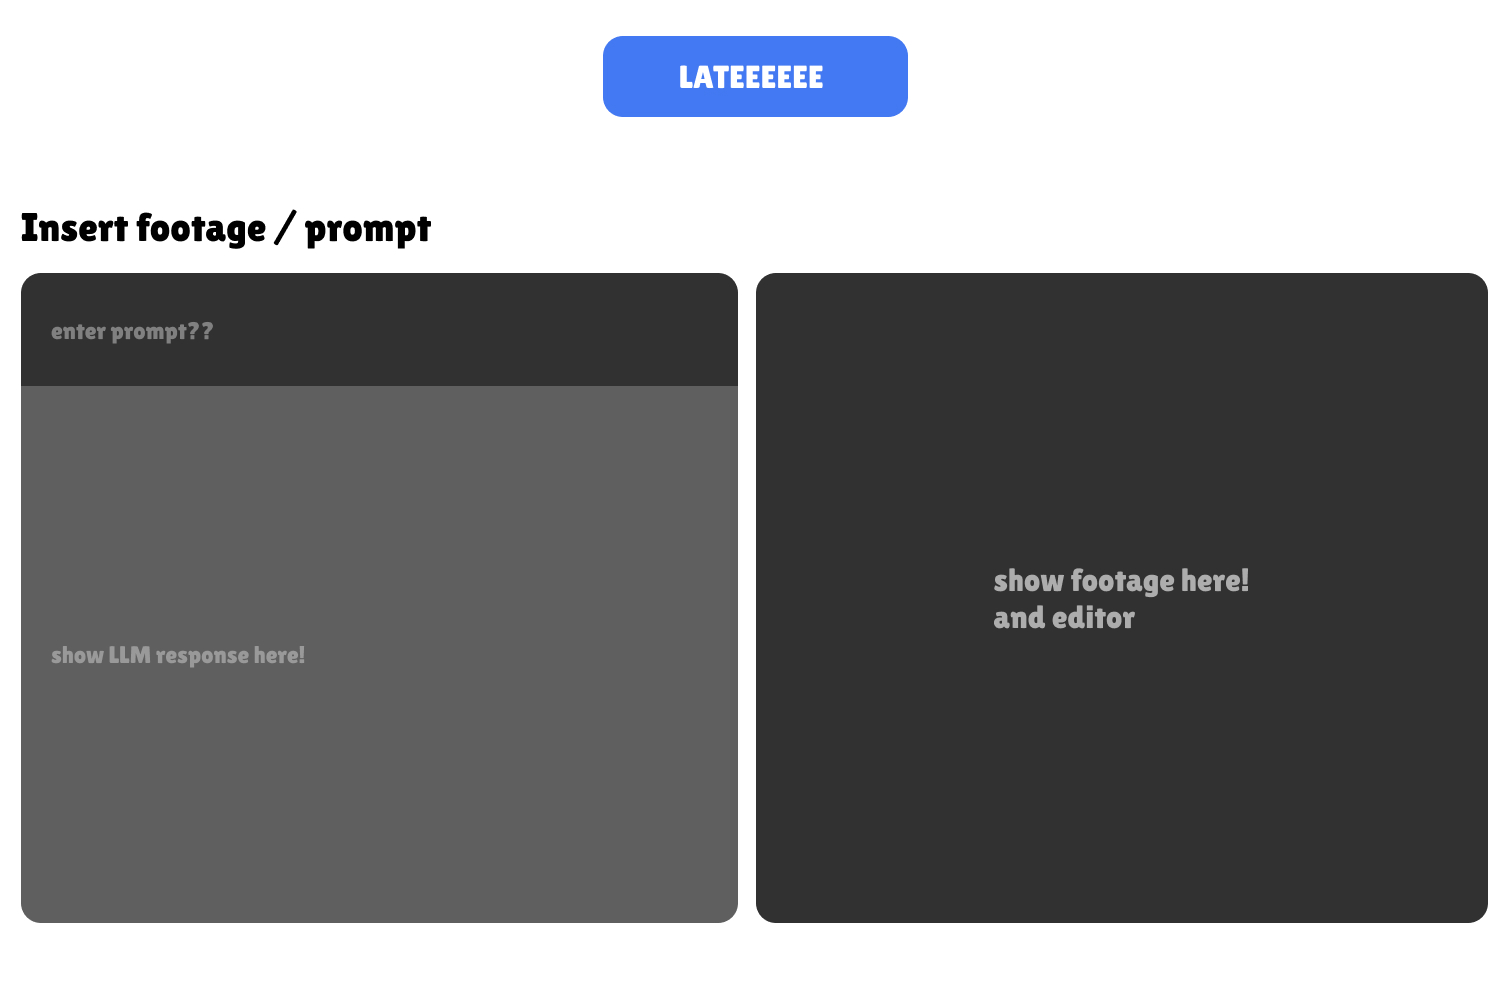 LATEEEEEE
Insert footage / prompt
enter prompt??
show LLM response here!
show footage here!
and editor